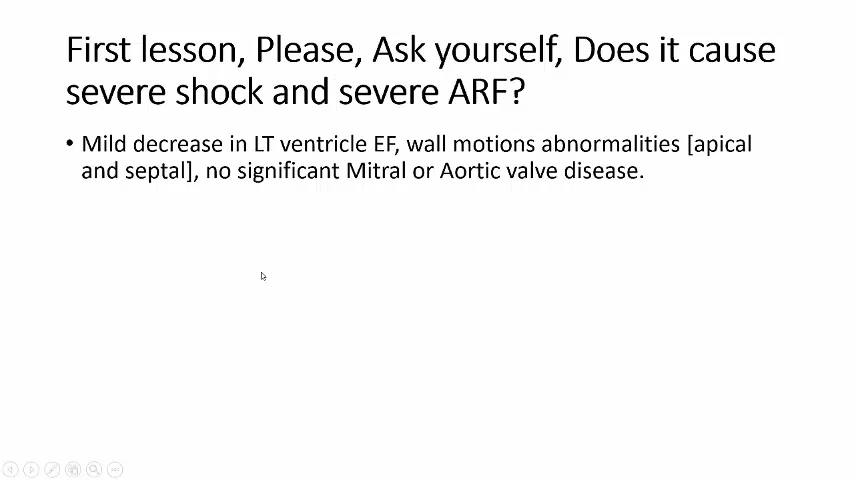 First lesson, Please, Ask yourself, Does it cause
severe shock and severe ARF?
• Mild decrease in LT ventricle EF, wall motions abnormalities [apical
and septal], no significant Mitral or Aortic valve disease.